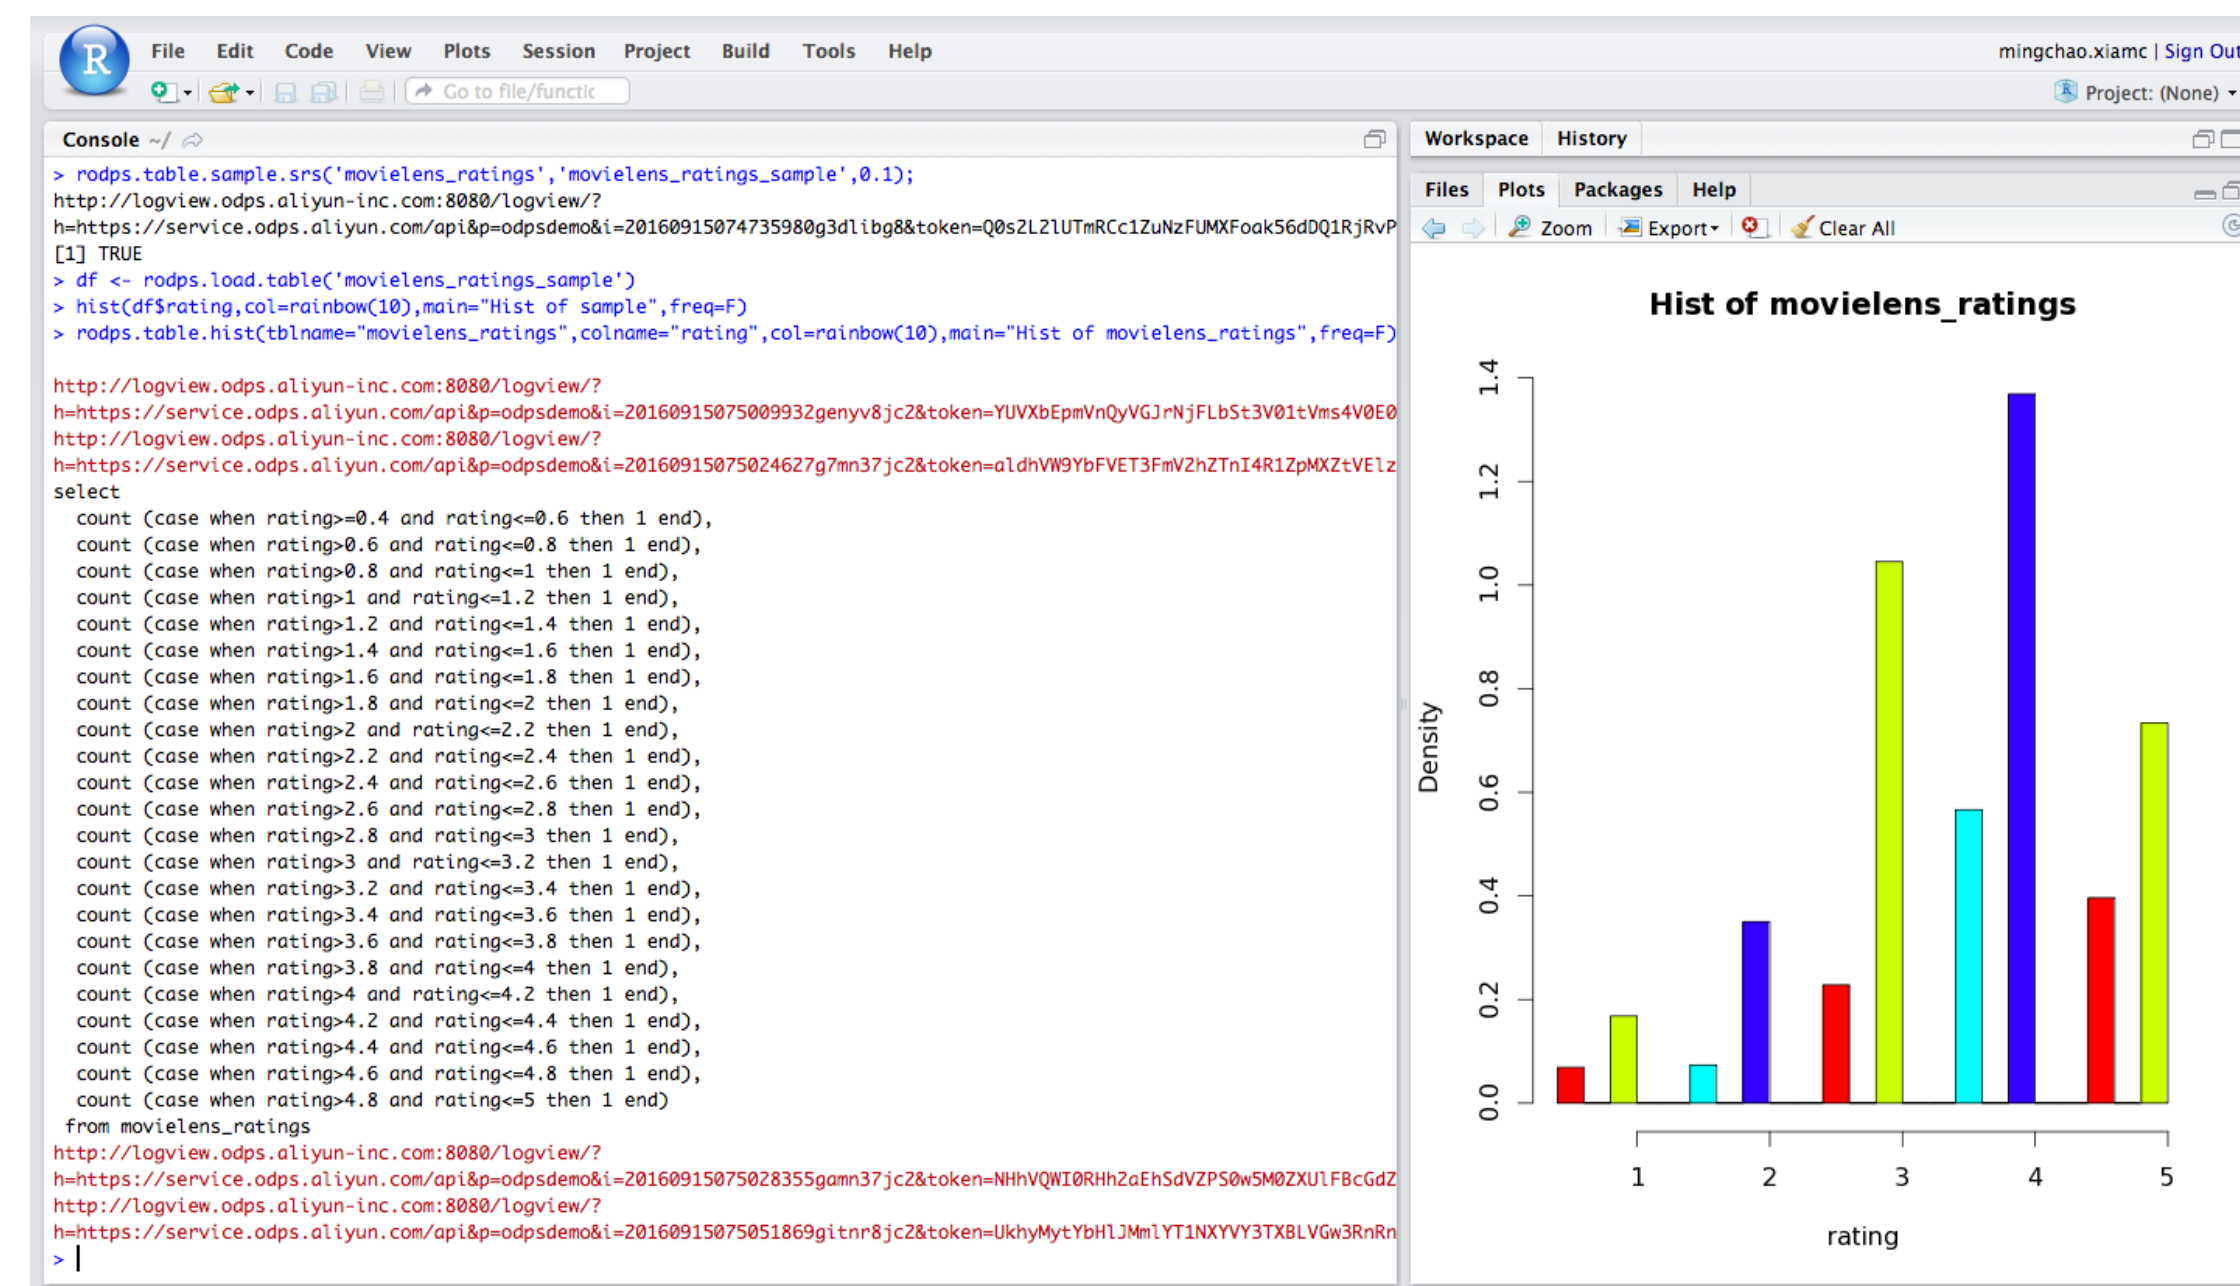 File Edit Code View Plots Session Project Build Tools Help
mingchao.xiamc | Sign Out
Go to file/functic
Project: (None)
Console ~/
> rodps.table.sample.srs('movielens_ratings','movielens_ratings_sample',0.1);
http://logview.odps.aliyun-inc.com:8080/logview/?
h=https://service.odps.aliyun.com/api&p=odpsdemo&i=20160915074735980g3dlibg8&token=Q0s2L2lUTmRCc1ZuNzFUMXFoak56dDQ1RjRvP
[1] TRUE
> df <- rodps.load.table('movielens_ratings_sample')
> hist(df$rating,col=rainbow(10),main="Hist of sample",freq=F)
> rodps.table.hist(tblname="movielens_ratings",colname="rating",col=rainbow(10),main="Hist of movielens_ratings",freq=F)
http://logview.odps.aliyun-inc.com:8080/logview/?
h=https://service.odps.aliyun.com/api&p=odpsdemo&i=20160915075009932genyv8jc2&token=YUVXbEpmVnQyVGJrNjFLbSt3V01tVms4V0E0
http://logview.odps.aliyun-inc.com:8080/logview/?
h=https://service.odps.aliyun.com/api&p=odpsdemo&i=20160915075024627g7mn37jc2&token=aldhVW9YbFVET3FmV2hZTnI4R1ZpMXZtVElz
select
count (case when rating>=0.4 and rating<=0.6 then 1 end),
count (case when rating>0.6 and rating<=0.8 then 1 end),
count (case when rating>0.8 and rating<=1 then 1 end),
count (case when rating>1 and rating<=1.2 then 1 end),
count (case when rating>1.2 and rating<=1.4 then 1 end),
count (case when rating>1.4 and rating<=1.6 then 1 end),
count (case when rating>1.6 and rating<=1.8 then 1 end),
count (case when rating>1.8 and rating<=2 then 1 end),
count (case when rating>2 and rating<=2.2 then 1 end),
count (case when rating>2.2 and rating<=2.4 then 1 end),
count (case when rating>2.4 and rating<=2.6 then 1 end),
count (case when rating>2.6 and rating<=2.8 then 1 end),
count (case when rating>2.8 and rating<=3 then 1 end),
count (case when rating>3 and rating<=3.2 then 1 end),
count (case when rating>3.2 and rating<=3.4 then 1 end),
count (case when rating>3.4 and rating<=3.6 then 1 end),
count (case when rating>3.6 and rating<=3.8 then 1 end),
count (case when rating>3.8 and rating<=4 then 1 end),
count (case when rating>4 and rating<=4.2 then 1 end),
count (case when rating>4.2 and rating<=4.4 then 1 end),
count (case when rating>4.4 and rating<=4.6 then 1 end),
count (case when rating>4.6 and rating<=4.8 then 1 end),
count (case when rating>4.8 and rating<=5 then 1 end)
from movielens_ratings
http://logview.odps.aliyun-inc.com:8080/logview/?
h=https://service.odps.aliyun.com/api&p=odpsdemo&i=20160915075028355gamn37jc2&token=NHhVQWI0RHh2aEhSdVZPS0w5M0ZXUlFBcGdZ
http://logview.odps.aliyun-inc.com:8080/logview/?
h=https://service.odps.aliyun.com/api&p=odpsdemo&i=20160915075051869gitnr8jc2&token=UkhyMytYbHlJMmlYT1NXYVY3TXBLVGw3RnRn
>
Workspace History
Files Plots Packages Help
Zoom Export Clear All
Hist of movielens_ratings
Density
1.4
1.2
1.0
0.8
0.6
0.4
0.2
0.0
1 2 3 4 5
rating